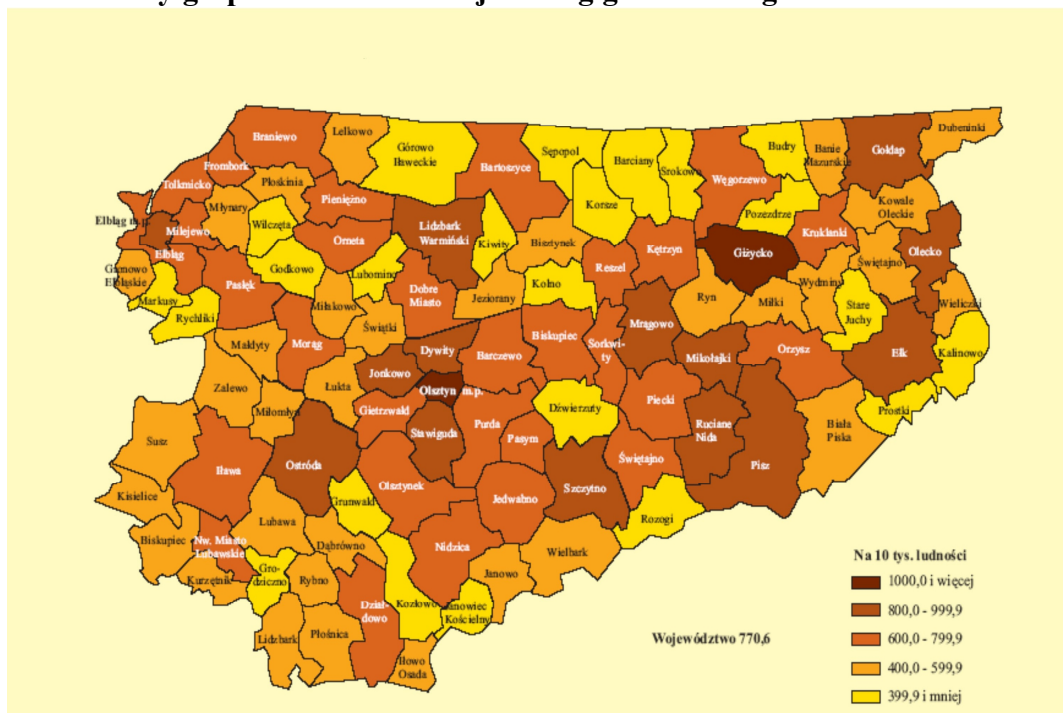 Braniewo
Lelkowo
Górowo
Iławeckie
Bartoszyce
Sępopol
Barciany
Srokowo
Węgorzewo
Budry
Banie
Mazurskie
Gołdap
Dubeninki
Frombork
Tolkmicko
Płoskinia
Pieniężno
Młynary
Wilczęta
Lidzbark
Warmiński
Kiwity
Korsze
Pozezdrze
Kowale
Oleckie
Elbląg m.p.
Milejewo
Elbląg
Orneta
Bisztynek
Kętrzyn
Giżycko
Kruklanki
Olecko
Gronowo
Elbląskie
Markusy
Pasłęk
Godkowo
Lubomino
Reszel
Świętajno
Rychliki
Miłakowo
Dobre
Miasto
Jeziorany
Kolno
Ryn
Miłki
Wydminy
Stare
Juchy
Wieliczki
Małdyty
Morąg
Świątki
Dywity
Barczewo
Biskupiec
Sorkwi-
ty
Mrągowo
Mikołajki
Orzysz
Ełk
Kalinowo
Zalewo
Łukta
Jonkowo
Olsztyn m.p.
Miłomłyn
Gietrzwałd
Stawiguda
Purda
Pasym
Dźwierzuty
Piecki
Ruciane
Nida
Prostki
Biała
Piska
Susz
Iława
Ostróda
Olsztynek
Jedwabno
Szczytno
Świętajno
Pisz
Kisielice
Grunwald
Rozogi
Biskupiec
Nw. Miasto
Lubawskie
Lubawa
Dąbrówno
Nidzica
Wielbark
Kurzętnik
Gro-
dziczno
Rybno
Dział-
dowo
Kozłowo
Janowo
Janowiec
Kościelny
Lidzbark
Płośnica
Iłowo
Osada
Na 10 tys. ludności
1000,0 i więcej
800,0 - 999,9
600,0 - 799,9
400,0 - 599,9
399,9 i mniej
Województwo 770,6